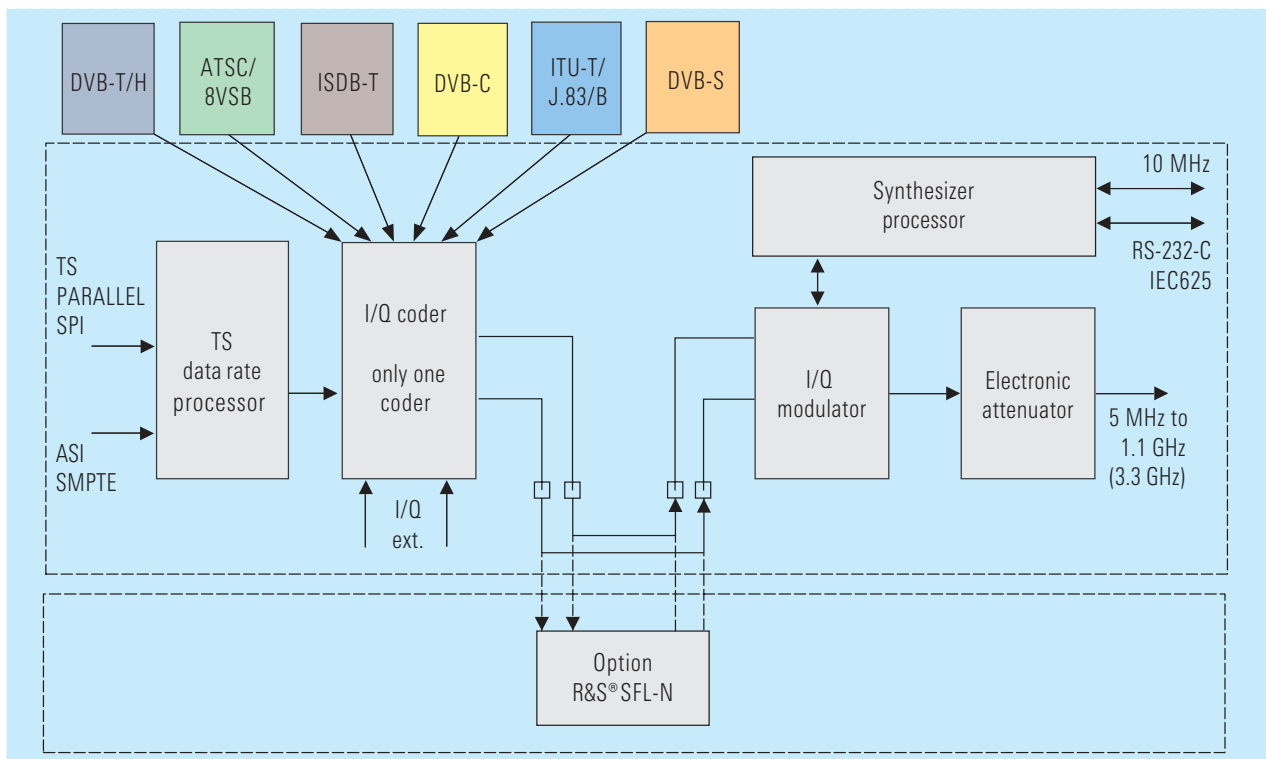 DVB-T/H
ATSC/
8VSB
ISDB-T
DVB-C
ITU-T/
J.83/B
DVB-S
Synthesizer
processor
10 MHz
RS-232-C
IEC625
TS
PARALLEL
SPI
ASI
SMPTE
TS
data rate
processor
I/Q coder
only one
coder
I/Q
ext.
I/Q
modulator
Electronic
attenuator
5 MHz to
1.1 GHz
(3.3 GHz)
Option
R&S® SFL-N